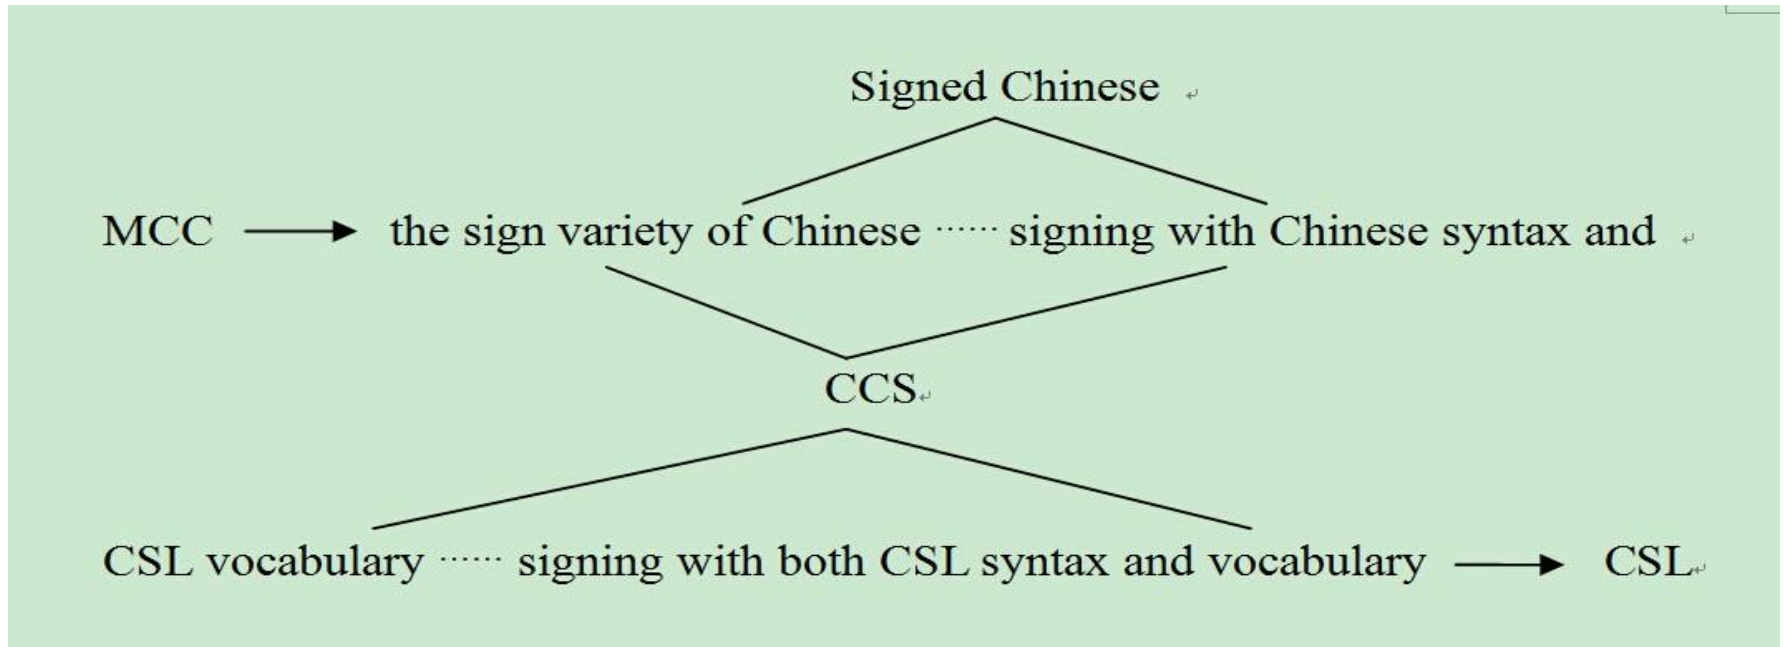 Signed Chinese
MCC the sign variety of Chinese ······ signing with Chinese syntax and
CCS
CSL vocabulary ······ signing with both CSL syntax and vocabulary CSL